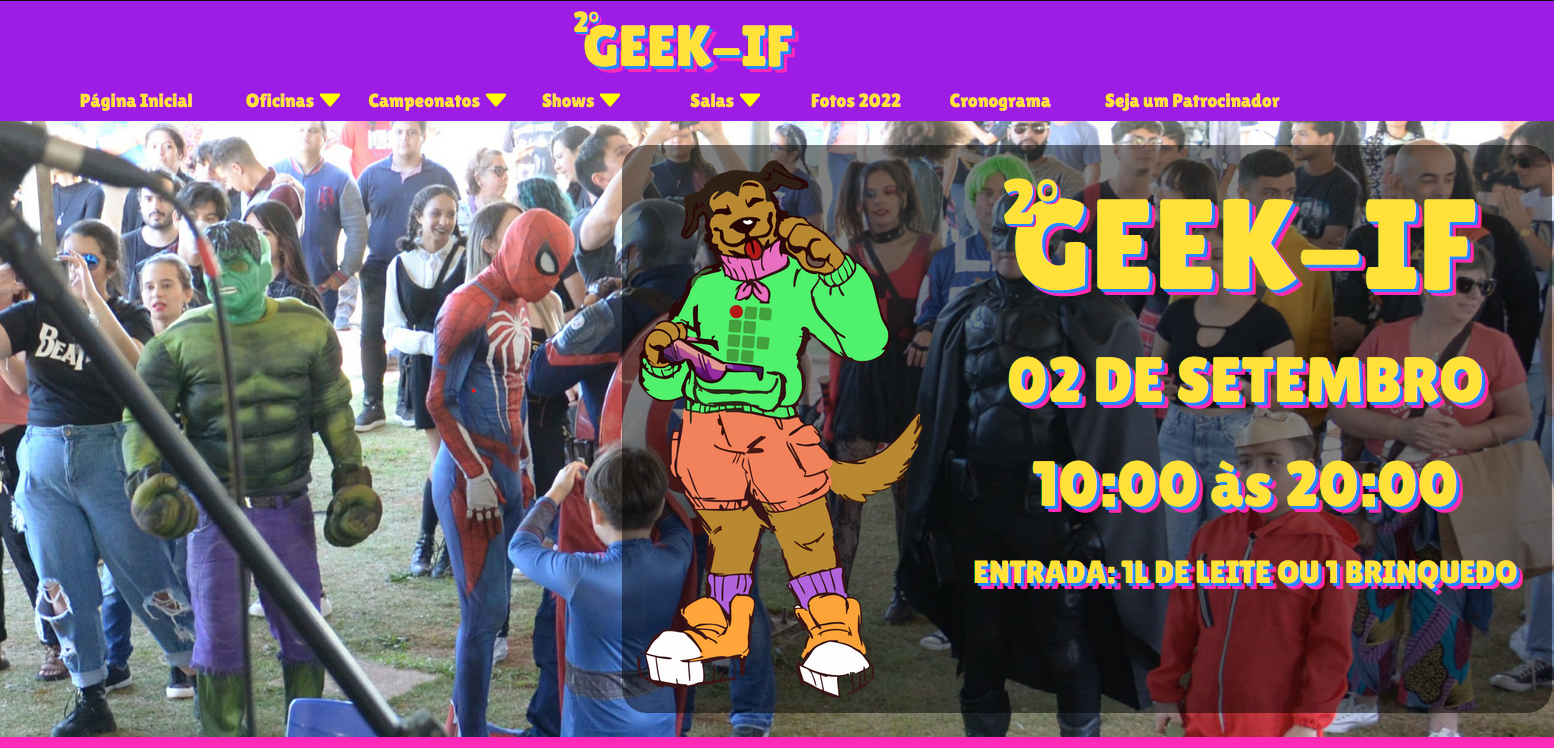 2º
GEEK-IF
Página Inicial Oficinas Campeonatos Shows Salas Fotos 2022 Cronograma Seja um Patrocinador
BEAT
2º
GEEK-IF
02 DE SETEMBRO
10:00 às 20:00
ENTRADA: 1L DE LEITE OU 1 BRINQUEDO